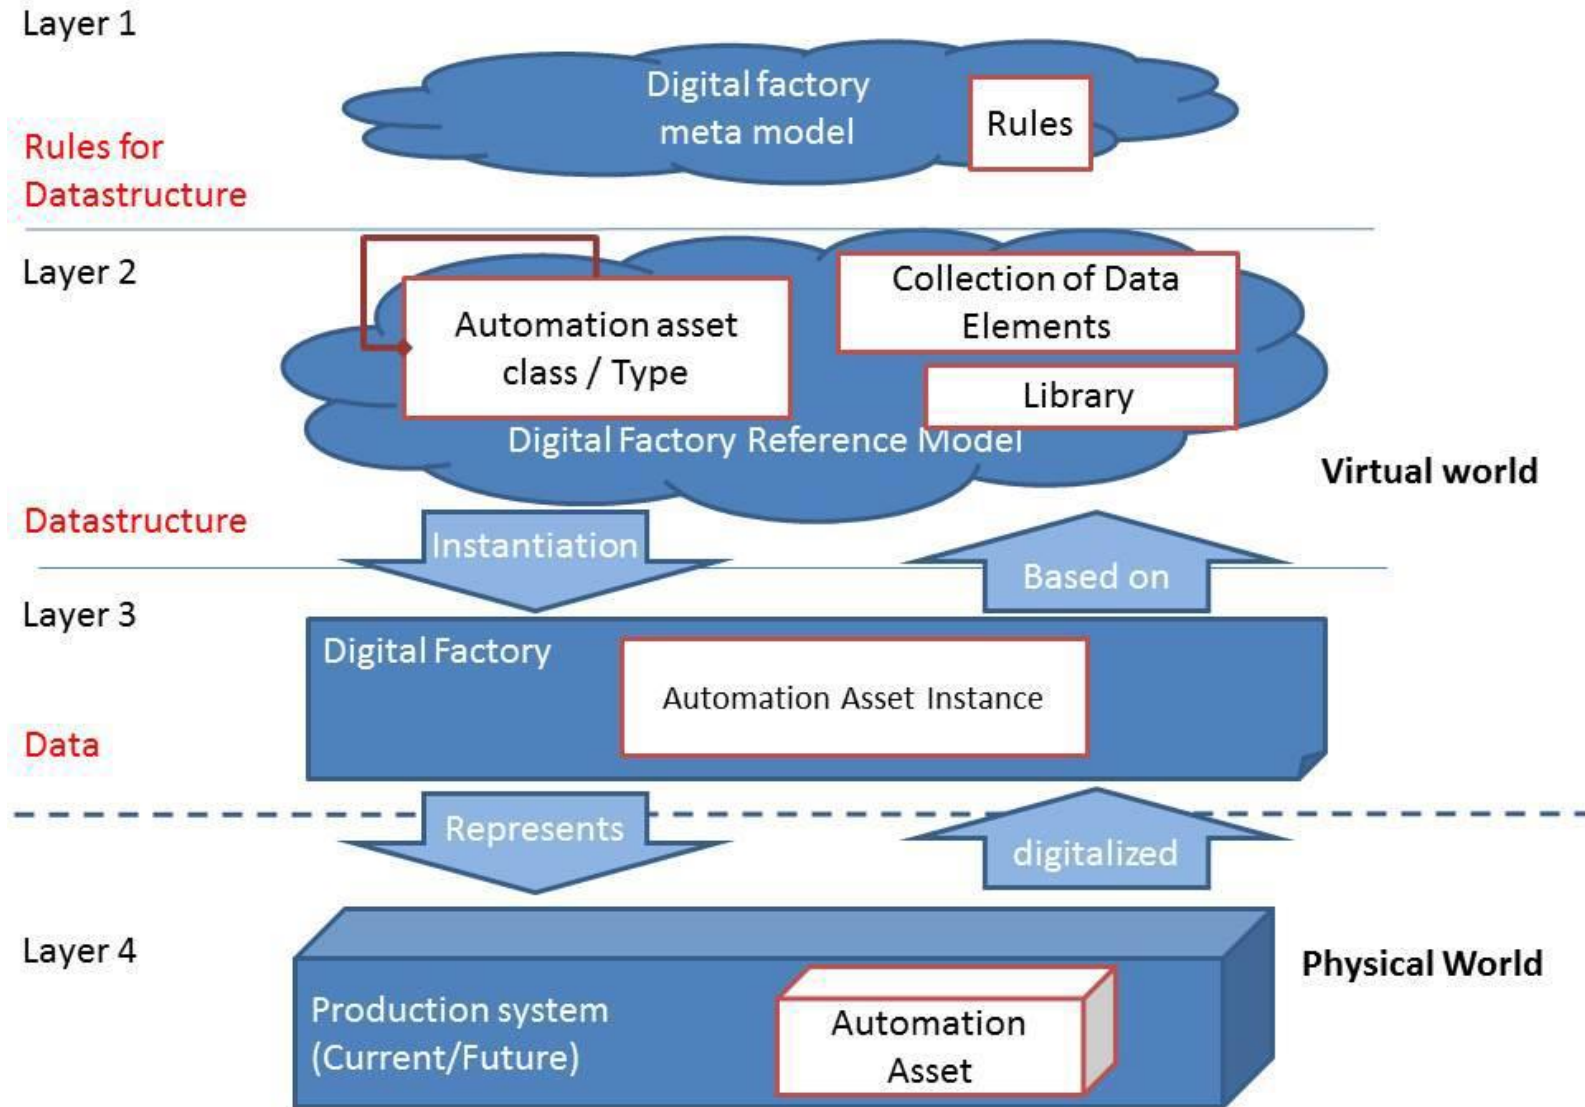 Layer 1
Digital factory
meta model
Rules
Rules for
Datastructure
Layer 2
Automation asset
class / Type
Collection of Data
Elements
Library
Digital Factory Reference Model
Virtual world
Datastructure
Instantiation
Based on
Layer 3
Digital Factory
Automation Asset Instance
Data
Represents
digitalized
Layer 4
Physical World
Production system
(Current/Future)
Automation
Asset